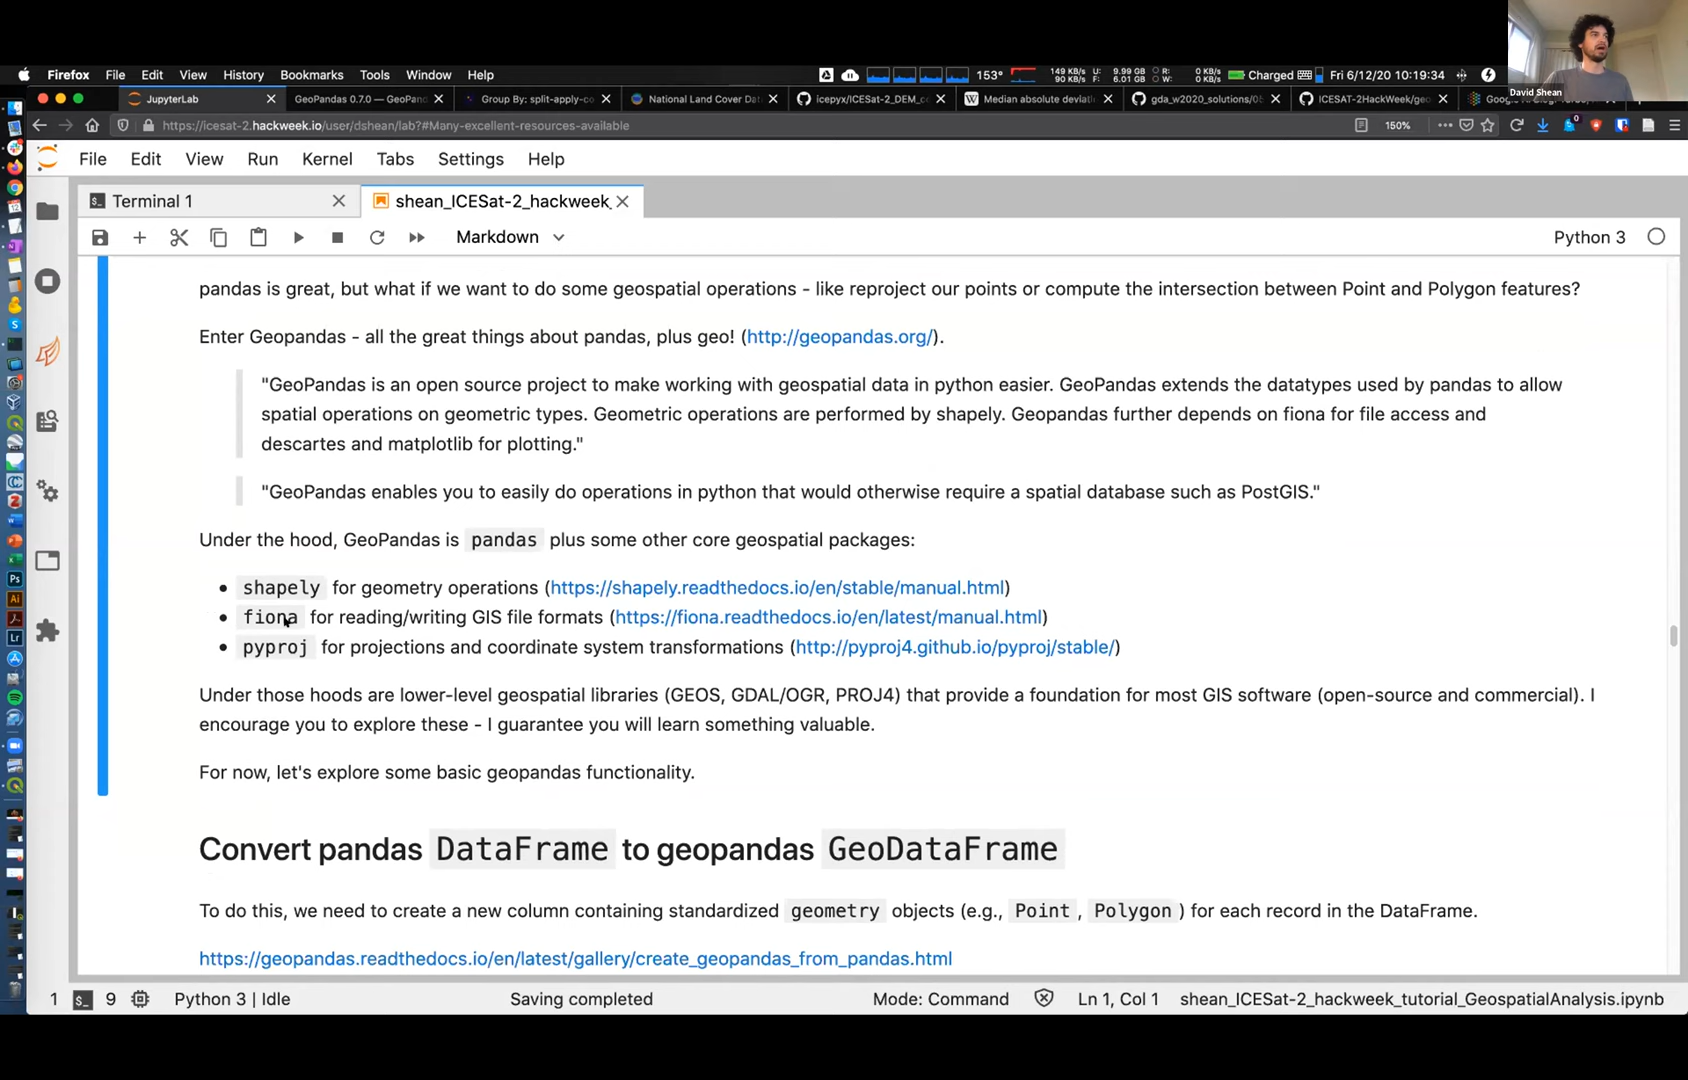 David Shean
Firefox File Edit View History Bookmarks Tools Window Help 153° 149 KB/s 90 KB/s U: 9.99 GB F: 6.01 GB R: 0 KB/s W: 0 KB/s Charged Fri 6/12/20 10:19:34
JupyterLab GeoPandas 0.7.0 — GeoPand Group By: split-apply-co National Land Cover Dat icepyx/ICESat-2_DEM_c Median absolute deviati gda_w2020_solutions/0 ICESAT-2HackWeek/geo
https://icesat-2.hackweek.io/user/dshean/lab?#Many-excellent-resources-available 150%
File Edit View Run Kernel Tabs Settings Help
Terminal 1 shean_ICESat-2_hackweek_
Markdown Python 3
pandas is great, but what if we want to do some geospatial operations - like reproject our points or compute the intersection between Point and Polygon features?
Enter Geopandas - all the great things about pandas, plus geo! (http://geopandas.org/).
"GeoPandas is an open source project to make working with geospatial data in python easier. GeoPandas extends the datatypes used by pandas to allow
spatial operations on geometric types. Geometric operations are performed by shapely. Geopandas further depends on fiona for file access and
descartes and matplotlib for plotting."
"GeoPandas enables you to easily do operations in python that would otherwise require a spatial database such as PostGIS."
Under the hood, GeoPandas is pandas plus some other core geospatial packages:
• shapely for geometry operations (https://shapely.readthedocs.io/en/stable/manual.html)
• fiona for reading/writing GIS file formats (https://fiona.readthedocs.io/en/latest/manual.html)
• pyproj for projections and coordinate system transformations (http://pyproj4.github.io/pyproj/stable/)
Under those hoods are lower-level geospatial libraries (GEOS, GDAL/OGR, PROJ4) that provide a foundation for most GIS software (open-source and commercial). I
encourage you to explore these - I guarantee you will learn something valuable.
For now, let's explore some basic geopandas functionality.
Convert pandas DataFrame to geopandas GeoDataFrame
To do this, we need to create a new column containing standardized geometry objects (e.g., Point, Polygon) for each record in the DataFrame.
https://geopandas.readthedocs.io/en/latest/gallery/create_geopandas_from_pandas.html
1 9 Python 3 | Idle Saving completed Mode: Command Ln 1, Col 1 shean_ICESat-2_hackweek_tutorial_GeospatialAnalysis.ipynb